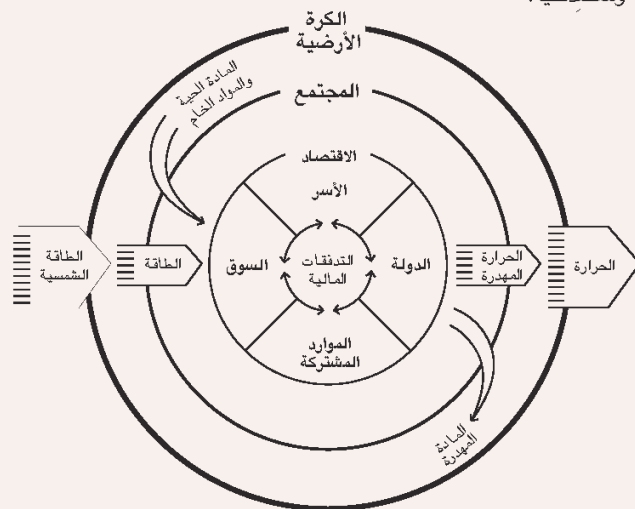 الكرة
الأرضية
المادة الحية
والمواد الخام
المجتمع
الاقتصاد
الأسر
الطاقة
الشمسية
الطاقة
السوق
التدفقات
المالية
الدولة
الحرارة
المهدرة
الحرارة
الموارد
المشتركة
المادة
المهدرة